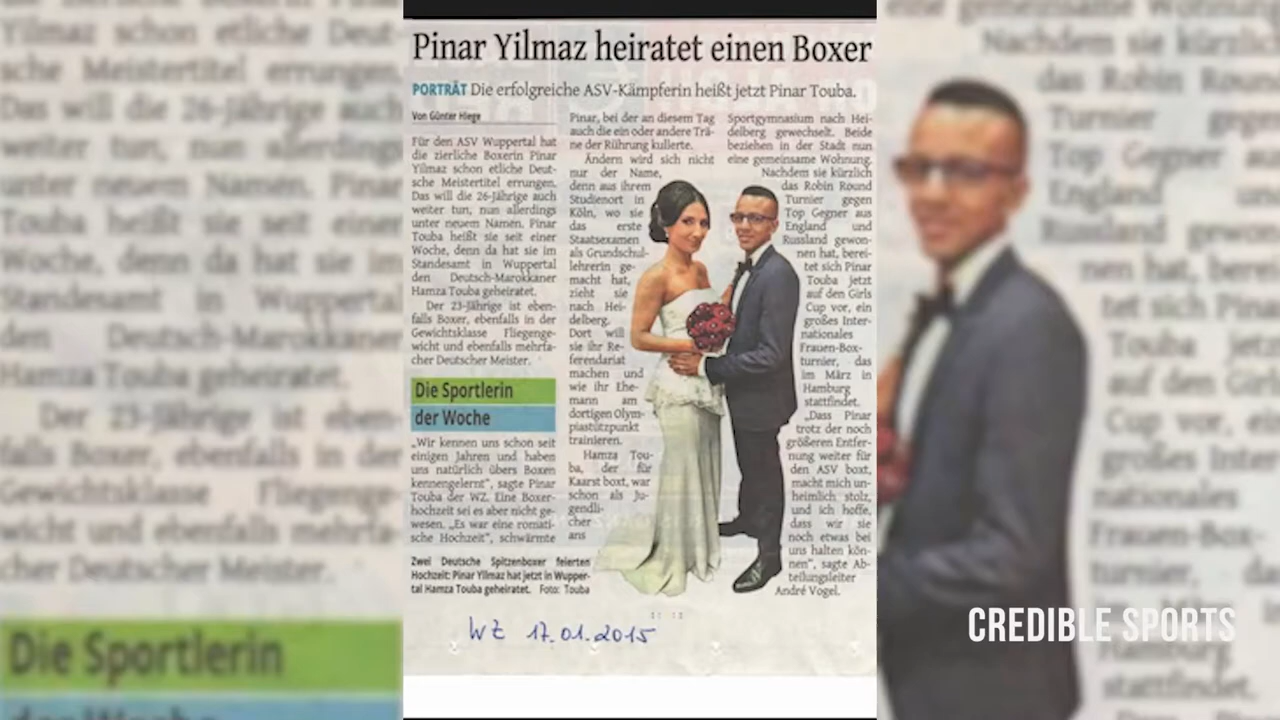 Pinar Yilmaz heiratet einen Boxer
PORTRÄT Die erfolgreiche ASV-Kämpferin heißt jetzt Pinar Touba.
Von Günter Hiege
Für den ASV Wuppertal hat
die zierliche Boxerin Pinar
Yilmaz schon etliche Deut-
sche Meistertitel errungen.
Das will die 26-Jährige auch
weiter tun, nun allerdings
unter neuem Namen. Pinar
Touba heißt sie seit einer
Woche, denn da hat sie im
Standesamt in Wuppertal
den Deutsch-Marokkaner
Hamza Touba geheiratet.
Der 23-Jährige ist eben-
falls Boxer, ebenfalls in der
Gewichtsklasse Fliegenge-
wicht und ebenfalls mehrfa-
cher Deutscher Meister.
Die Sportlerin
der Woche
„Wir kennen uns schon seit
einigen Jahren und haben
uns natürlich übers Boxen
kennengelernt“, sagte Pinar
Touba der WZ. Eine Boxer-
hochzeit sei es aber nicht ge-
wesen. „Es war eine romati-
sche Hochzeit“, schwärmte
Pinar, bei der an diesem Tag
auch die ein oder andere Trä-
ne der Rührung kullerte.
Ändern wird sich nicht
nur der Name,
denn aus ihrem
Studienort in
Köln, wo sie
das erste
Staatsexamen
als Grundschul-
lehrerin ge-
macht hat,
zieht sie
nach Hei-
delberg.
Dort will
sie ihr Re-
ferendariat
machen und
wie ihr Ehe-
mann am
dortigen Olym-
piastützpunkt
trainieren.
Hamza Tou-
ba, der für
Kaarst boxt, war
schon als Ju-
gendli-
cher
ans
Sportgymnasium nach Hei-
delberg gewechselt. Beide
beziehen in der Stadt nun
eine gemeinsame Wohnung.
Nachdem sie kürzlich
das Robin Round
Turnier gegen
Top Gegner aus
England und
Russland gewon-
nen hat, berei-
tet sich Pinar
Touba jetzt
auf den Girls
Cup vor, ein
großes Inter-
nationales
Frauen-Box-
turnier, das
im März in
Hamburg
stattfindet.
„Dass Pinar
trotz der noch
größeren Entfer-
nung weiter für
den ASV boxt,
macht mich un-
heimlich stolz,
und ich hoffe,
dass wir sie
noch etwas bei
uns halten kön-
nen“, sagte Ab-
teilungsleiter
André Vogel.
Zwei Deutsche Spitzenboxer feierten
Hochzeit: Pinar Yilmaz hat jetzt in Wupper-
tal Hamza Touba geheiratet. Foto: Touba
WZ 17.01.2015
CREDIBLE SPORTS